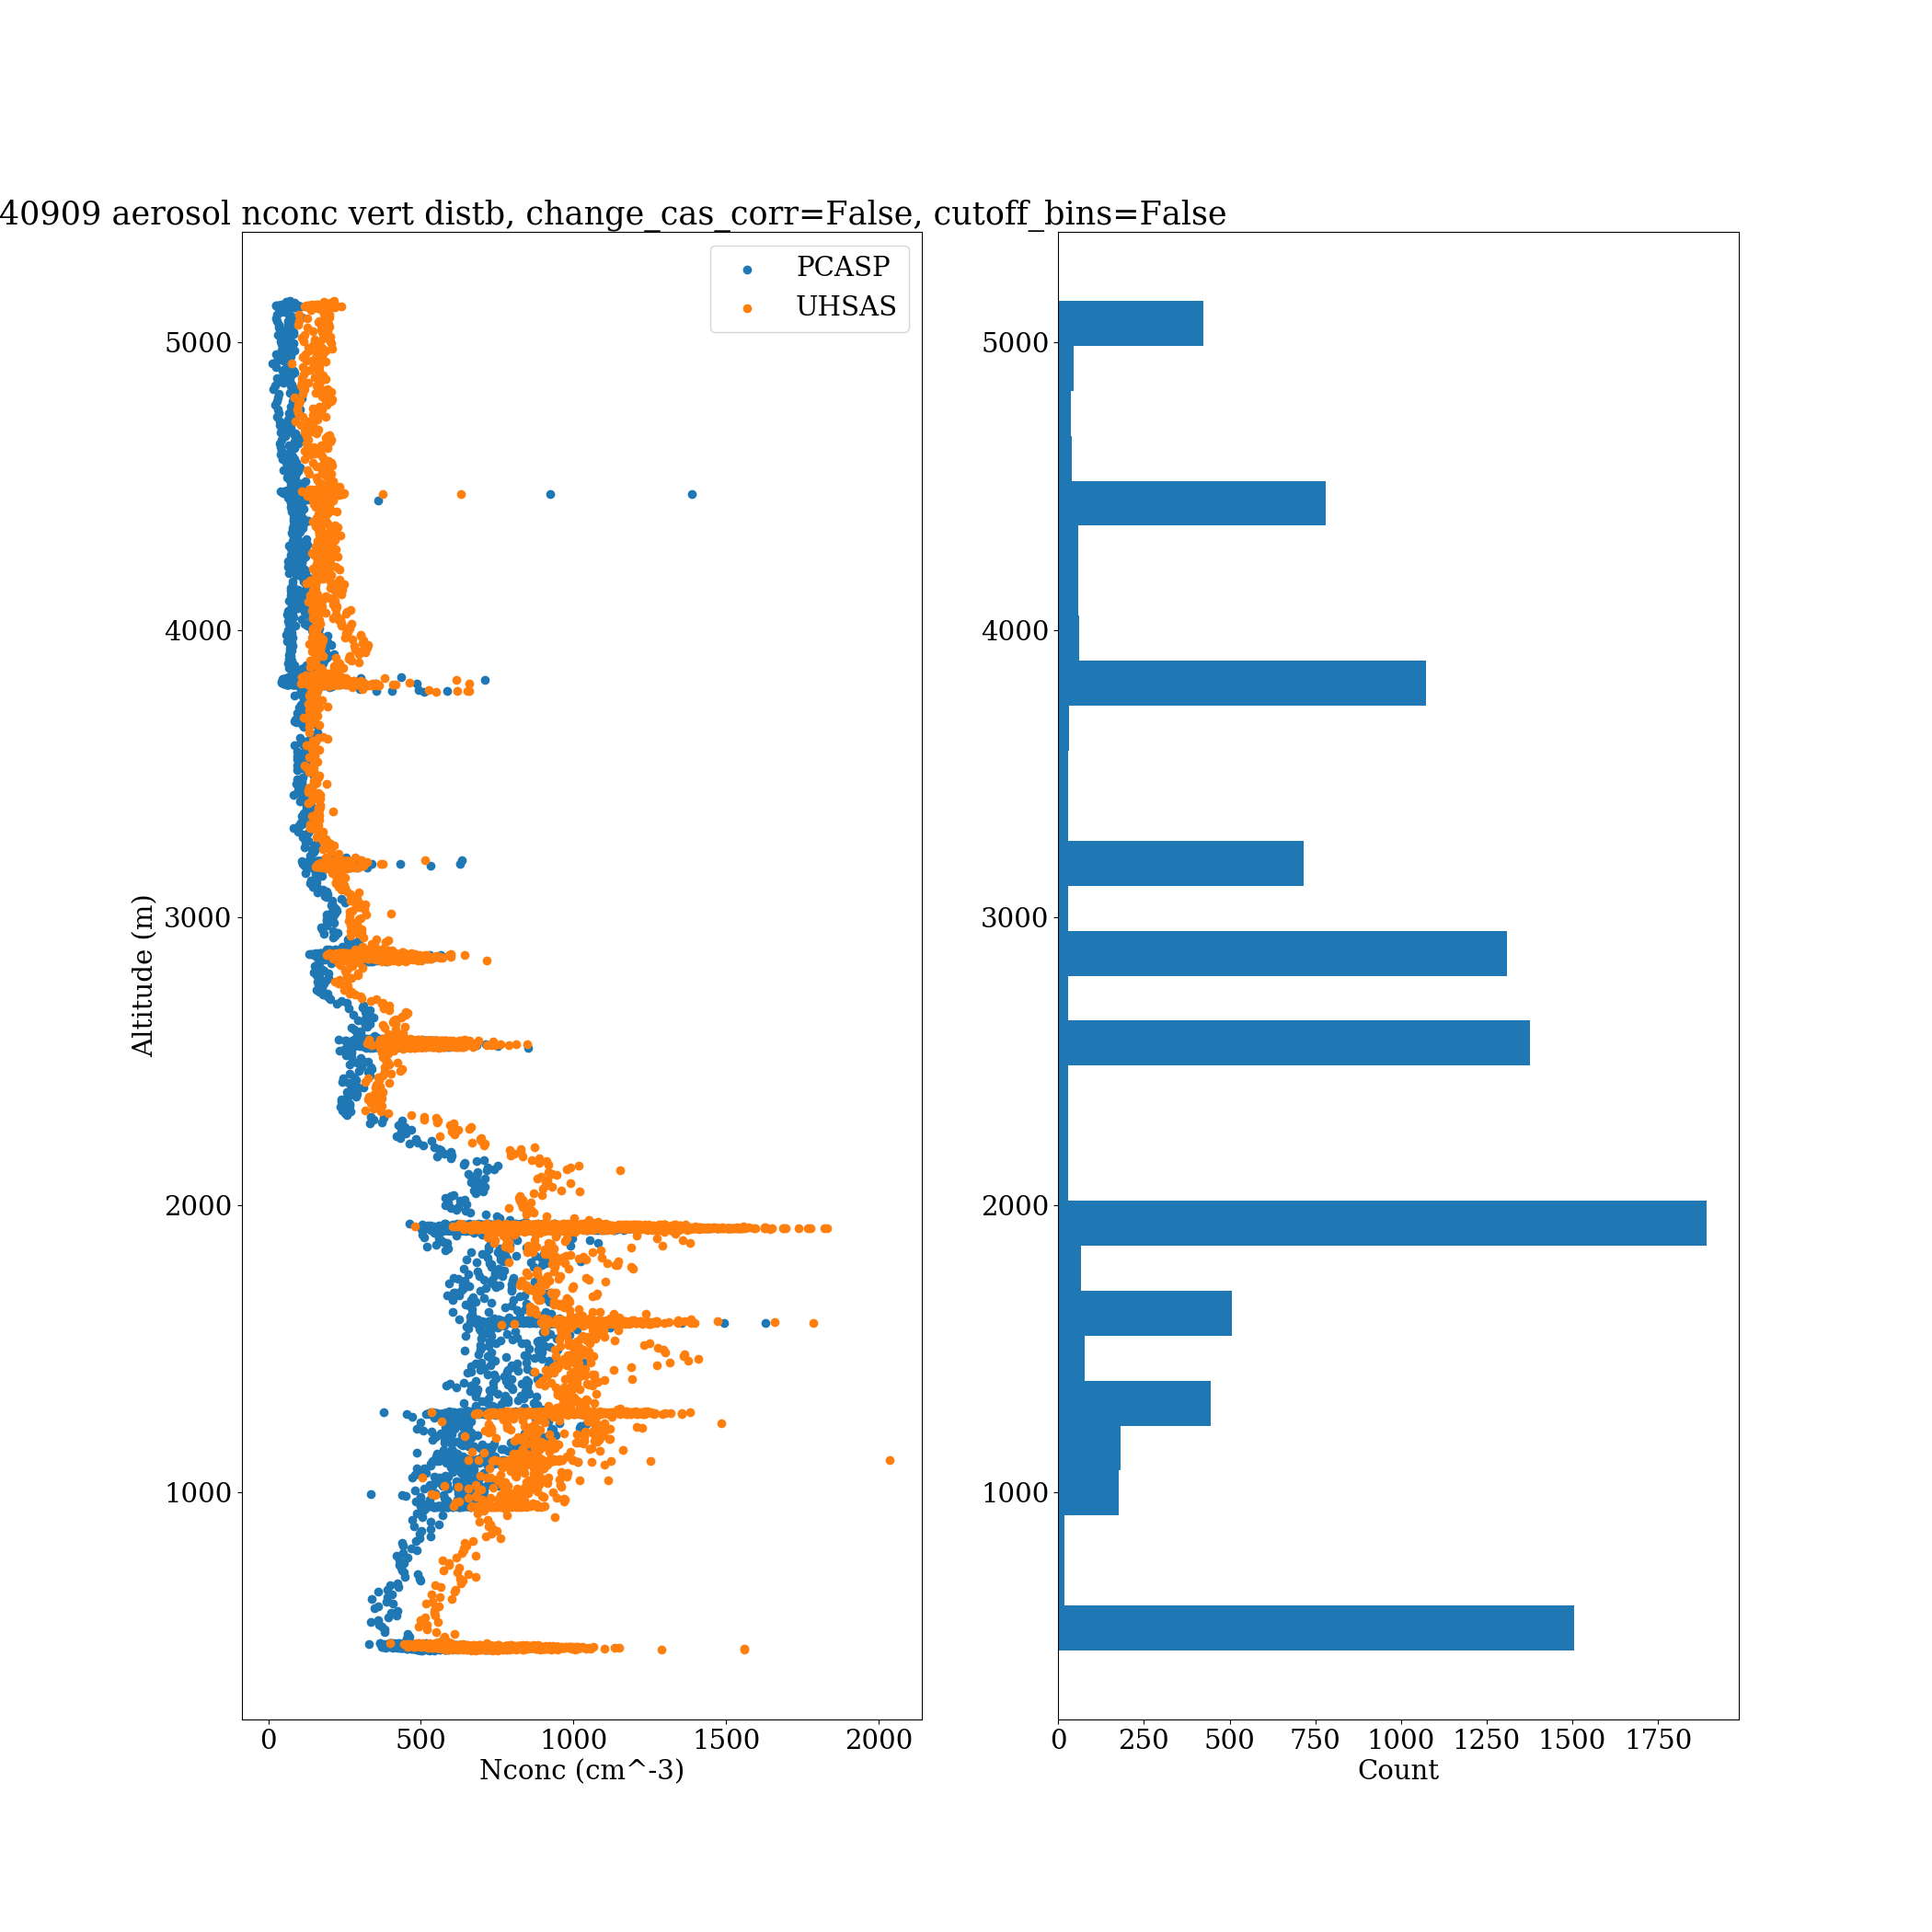 40909 aerosol nconc vert distb, change_cas_corr=False, cutoff_bins=False
PCASP
UHSAS
5000
4000
3000
2000
1000
Altitude (m)
0 500 1000 1500 2000
Nconc (cm^-3)
5000
4000
3000
2000
1000
0 250 500 750 1000 1250 1500 1750
Count